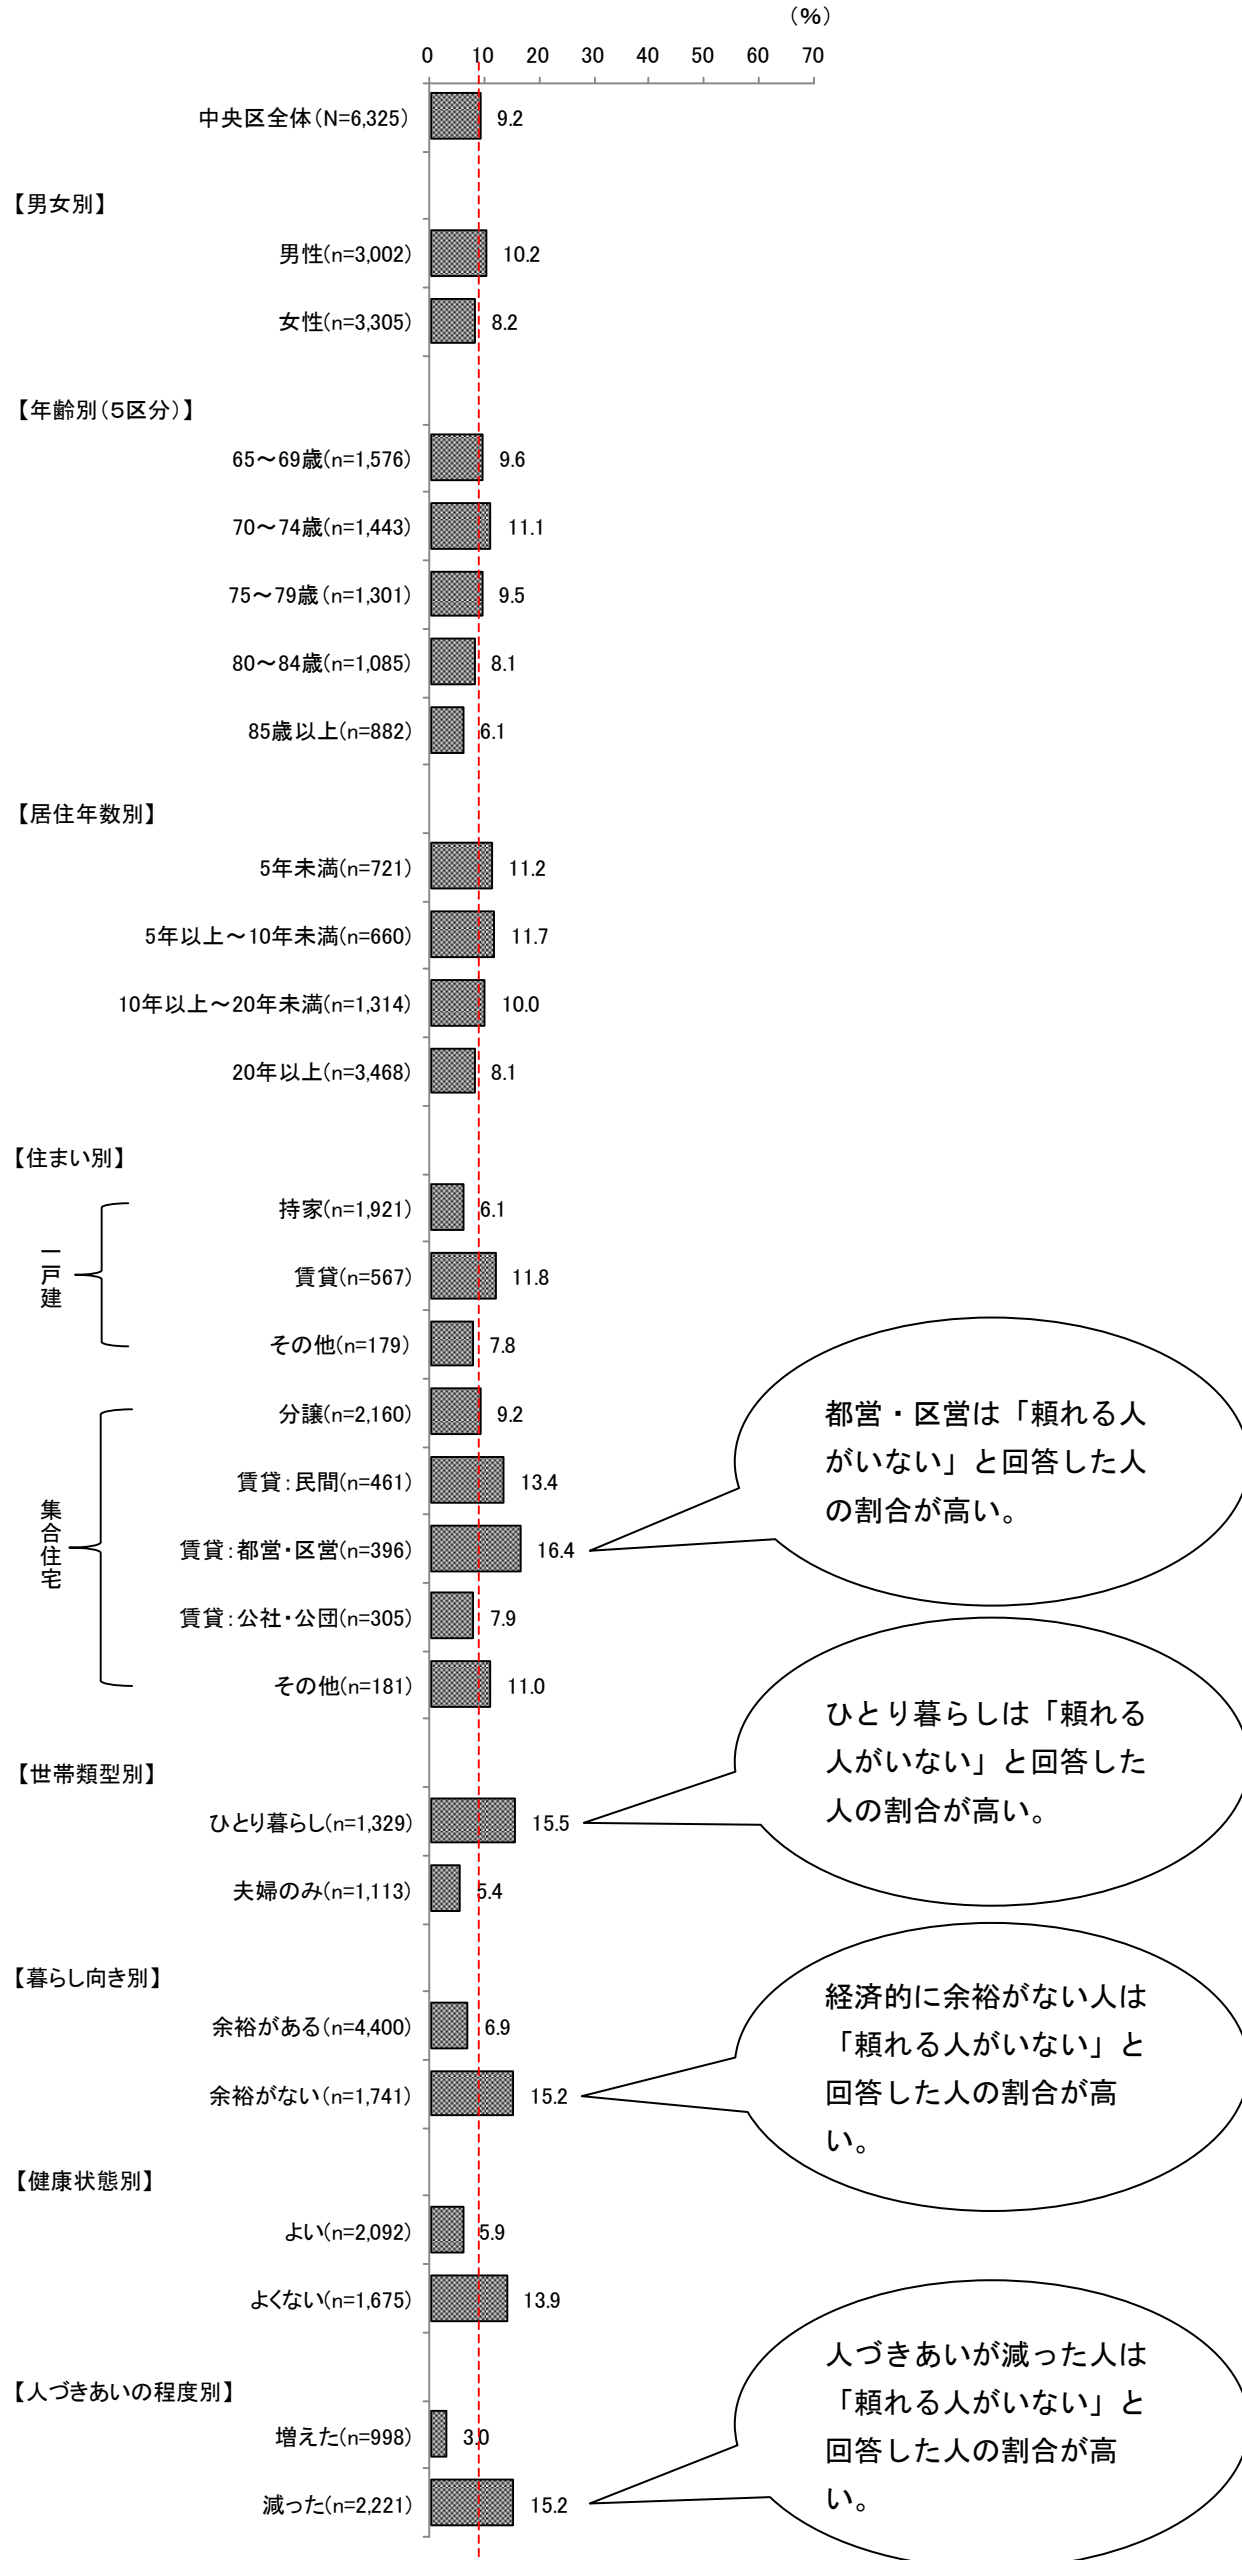 （%）
0 10 20 30 40 50 60 70
中央区全体（N=6,325） 9.2
【男女別】
男性(n=3,002) 10.2
女性(n=3,305) 8.2
【年齢別（5区分）】
65～69歳(n=1,576) 9.6
70～74歳(n=1,443) 11.1
75～79歳(n=1,301) 9.5
80～84歳(n=1,085) 8.1
85歳以上(n=882) 6.1
【居住年数別】
5年未満(n=721) 11.2
5年以上～10年未満(n=660) 11.7
10年以上～20年未満(n=1,314) 10.0
20年以上(n=3,468) 8.1
【住まい別】
一戸建
持家(n=1,921) 6.1
賃貸(n=567) 11.8
その他(n=179) 7.8
集合住宅
分譲(n=2,160) 9.2
賃貸：民間(n=461) 13.4
賃貸：都営・区営(n=396) 16.4
賃貸：公社・公団(n=305) 7.9
その他(n=181) 11.0
都営・区営は「頼れる人
がいない」と回答した人
の割合が高い。
【世帯類型別】
ひとり暮らし(n=1,329) 15.5
夫婦のみ(n=1,113) 5.4
ひとり暮らしは「頼れる
人がいない」と回答した
人の割合が高い。
【暮らし向き別】
余裕がある(n=4,400) 6.9
余裕がない(n=1,741) 15.2
経済的に余裕がない人は
「頼れる人がいない」と
回答した人の割合が高
い。
【健康状態別】
よい(n=2,092) 5.9
よくない(n=1,675) 13.9
【人づきあいの程度別】
増えた(n=998) 3.0
減った(n=2,221) 15.2
人づきあいが減った人は
「頼れる人がいない」と
回答した人の割合が高
い。